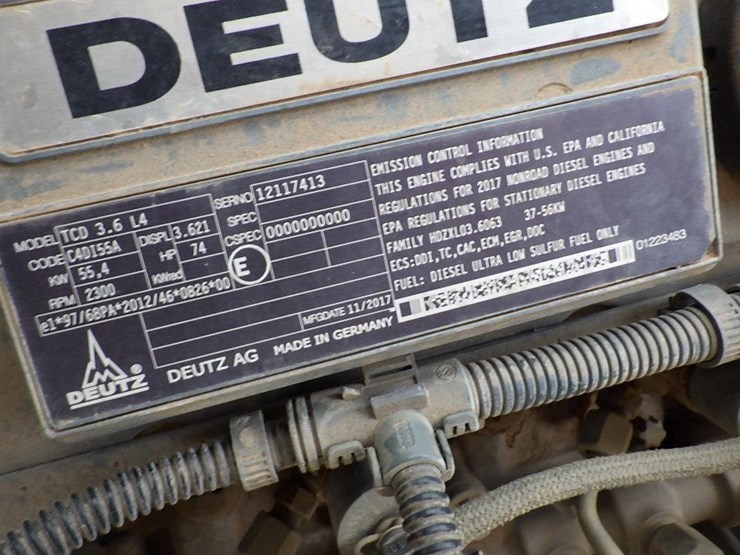 DEUTZ
MODEL TCD 3.6 L4
CODE C4DI55A DISPL 3,621
KW 55,4 HP 74
RPM 2300 KWed
e1*97/68PA*2012/46*0826*00
SERNO 12117413
SPEC
CSPEC 0000000000
E
MFGDATE 11/2017
DEUTZ
DEUTZ AG MADE IN GERMANY
EMISSION CONTROL INFORMATION
THIS ENGINE COMPLIES WITH U.S. EPA AND CALIFORNIA
REGULATIONS FOR 2017 NONROAD DIESEL ENGINES AND
EPA REGULATIONS FOR STATIONARY DIESEL ENGINES
FAMILY HDZXL03.6063 37-56KW
ECS:DDI,TC,CAC,ECM,EGR,DOC
FUEL: DIESEL ULTRA LOW SULFUR FUEL ONLY
01223483